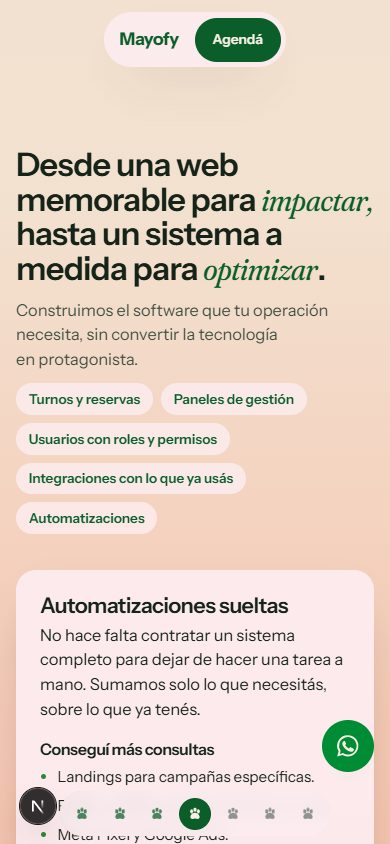 Mayofy
Agendá
Desde una web
memorable para impactar,
hasta un sistema a
medida para optimizar.
Construimos el software que tu operación
necesita, sin convertir la tecnología
en protagonista.
Turnos y reservas
Paneles de gestión
Usuarios con roles y permisos
Integraciones con lo que ya usás
Automatizaciones
Automatizaciones sueltas
No hace falta contratar un sistema
completo para dejar de hacer una tarea a
mano. Sumamos solo lo que necesitás,
sobre lo que ya tenés.
Conseguí más consultas
Landings para campañas específicas.
N
Meta Pixel y Google Ads.